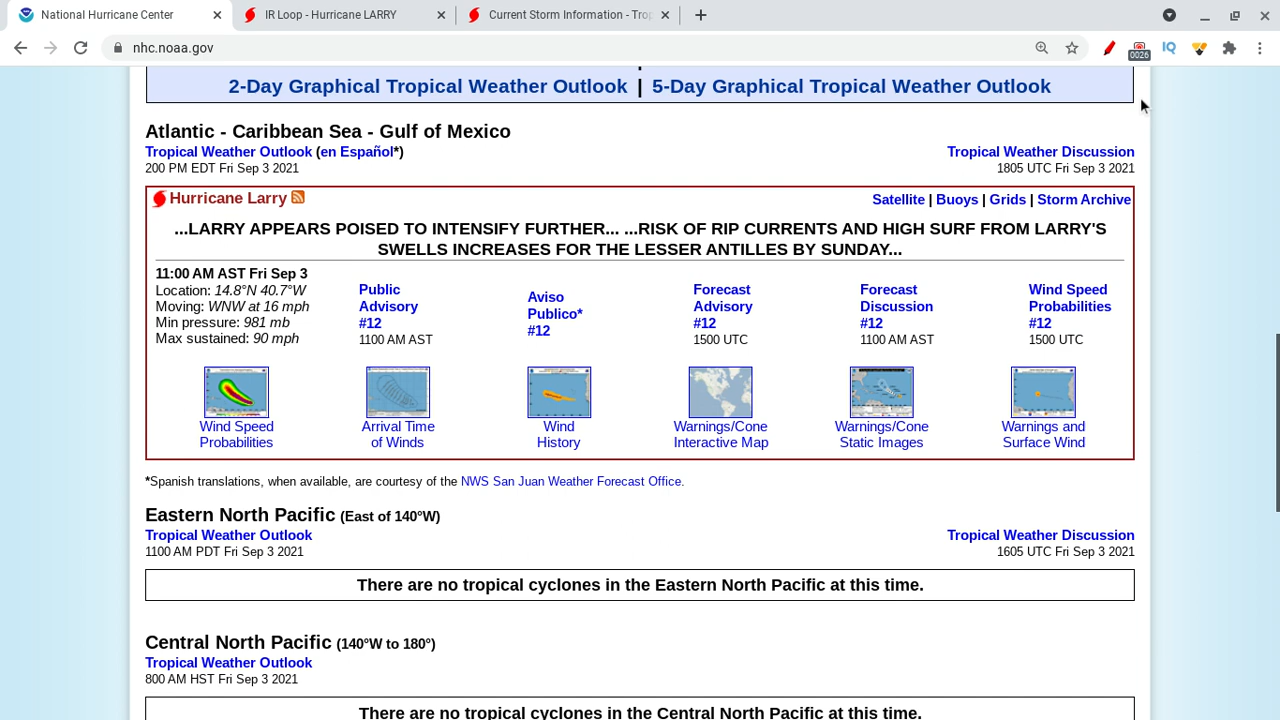 National Hurricane Center
IR Loop - Hurricane LARRY
Current Storm Information - Trop
nhc.noaa.gov
0026
IQ
2-Day Graphical Tropical Weather Outlook | 5-Day Graphical Tropical Weather Outlook
Atlantic - Caribbean Sea - Gulf of Mexico
Tropical Weather Outlook (en Español*)
Tropical Weather Discussion
200 PM EDT Fri Sep 3 2021
1805 UTC Fri Sep 3 2021
Hurricane Larry
Satellite | Buoys | Grids | Storm Archive
...LARRY APPEARS POISED TO INTENSIFY FURTHER... ...RISK OF RIP CURRENTS AND HIGH SURF FROM LARRY'S
SWELLS INCREASES FOR THE LESSER ANTILLES BY SUNDAY...
11:00 AM AST Fri Sep 3
Location: 14.8°N 40.7°W
Moving: WNW at 16 mph
Min pressure: 981 mb
Max sustained: 90 mph
Public
Advisory
#12
1100 AM AST
Aviso
Publico*
#12
Forecast
Advisory
#12
1500 UTC
Forecast
Discussion
#12
1100 AM AST
Wind Speed
Probabilities
#12
1500 UTC
Wind Speed
Probabilities
Arrival Time
of Winds
Wind
History
Warnings/Cone
Interactive Map
Warnings/Cone
Static Images
Warnings and
Surface Wind
*Spanish translations, when available, are courtesy of the NWS San Juan Weather Forecast Office.
Eastern North Pacific (East of 140°W)
Tropical Weather Outlook
Tropical Weather Discussion
1100 AM PDT Fri Sep 3 2021
1605 UTC Fri Sep 3 2021
There are no tropical cyclones in the Eastern North Pacific at this time.
Central North Pacific (140°W to 180°)
Tropical Weather Outlook
800 AM HST Fri Sep 3 2021
There are no tropical cyclones in the Central North Pacific at this time.